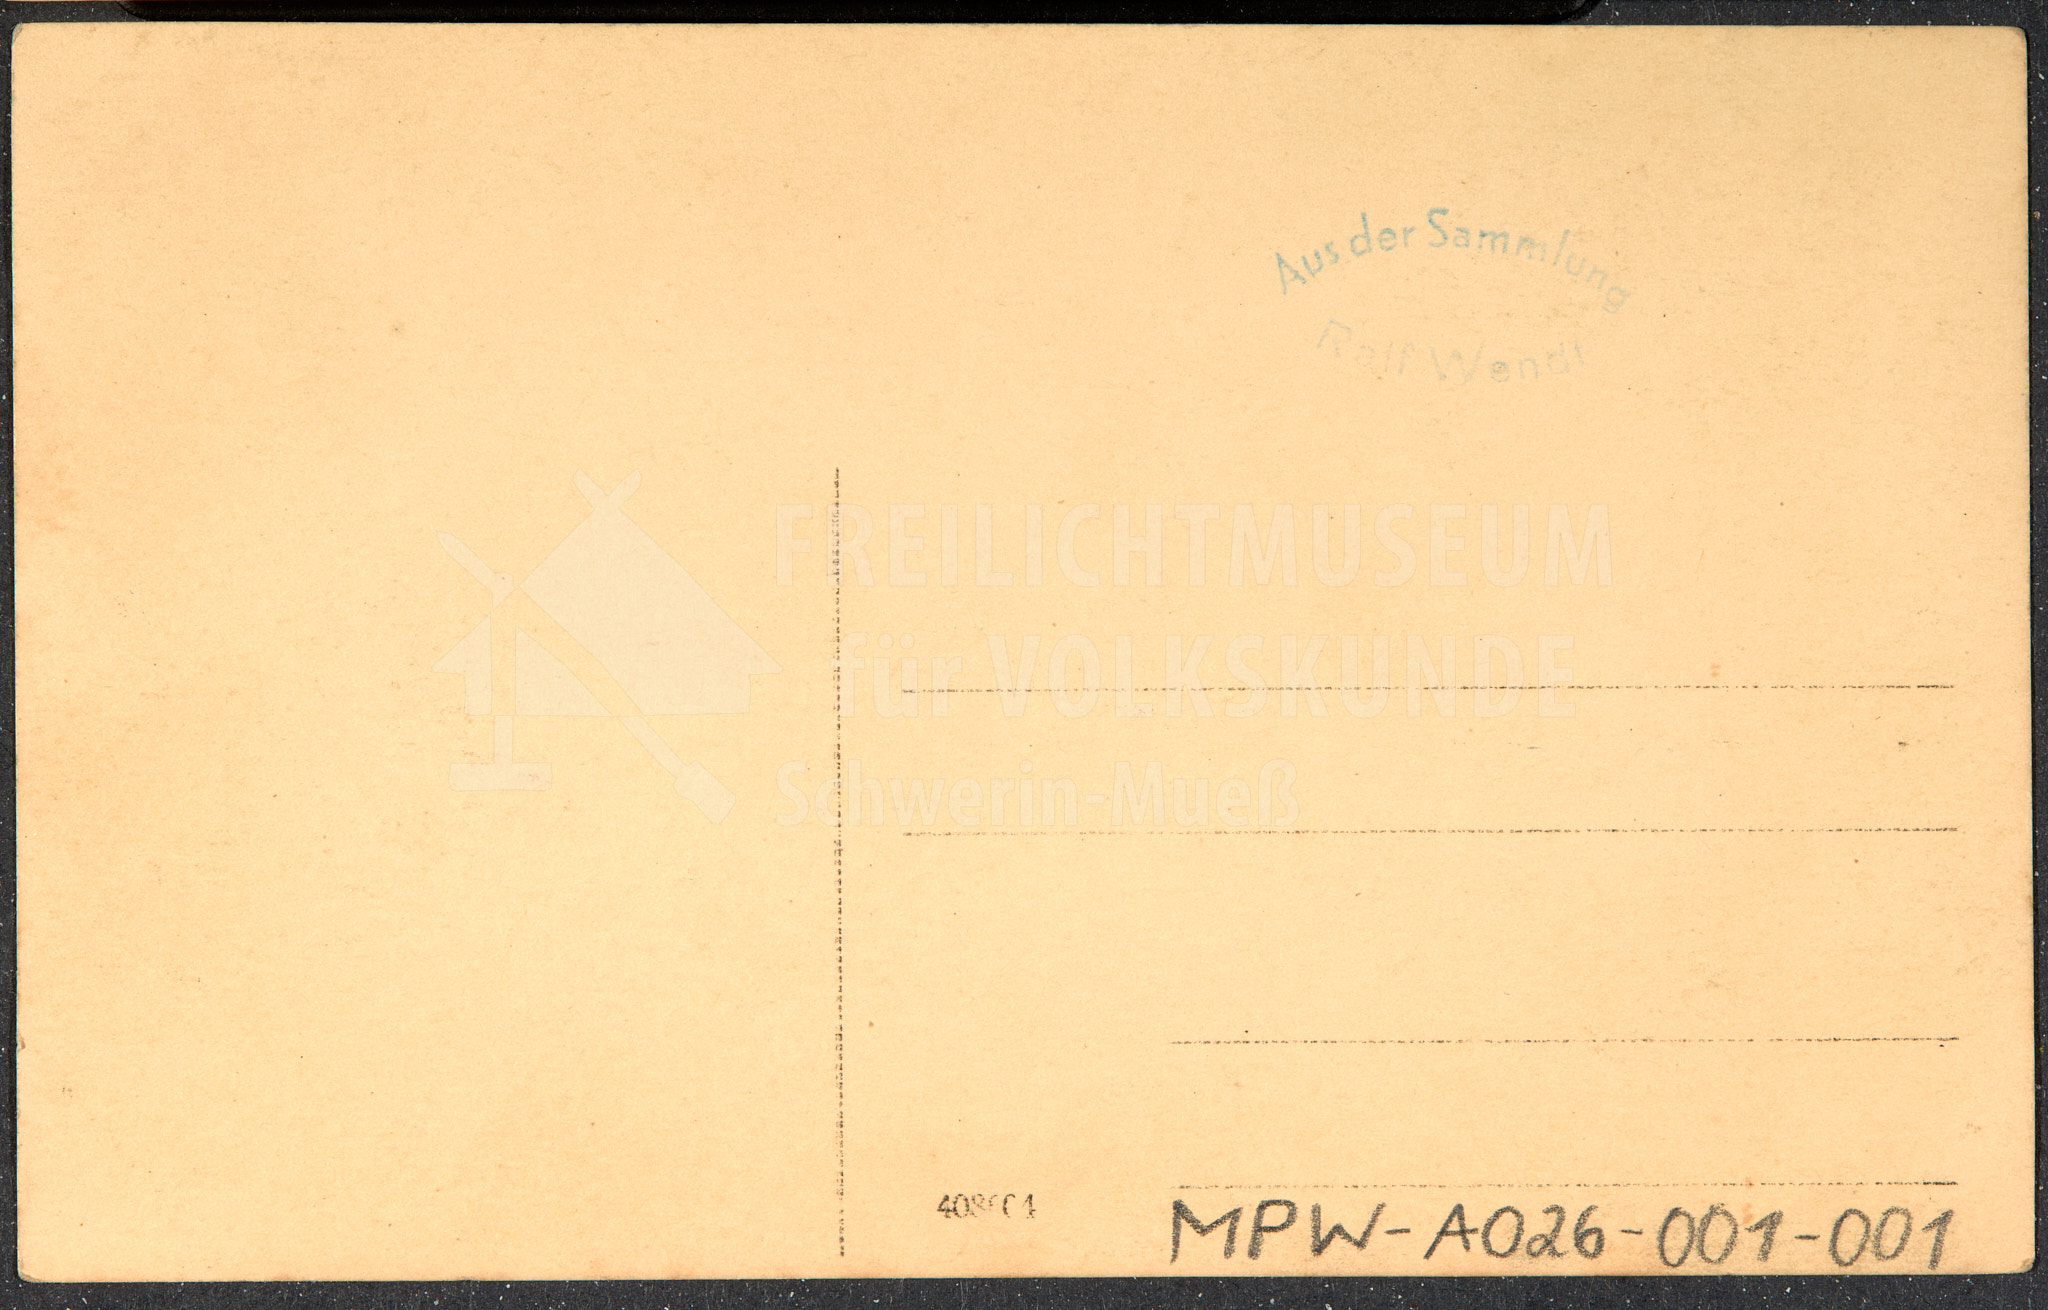 Aus der Sammlung
Ralf Wendt
FREILICHTMUSEUM
für VOLKSKUNDE
Schwerin-Mueß
MPW-A026-001-001